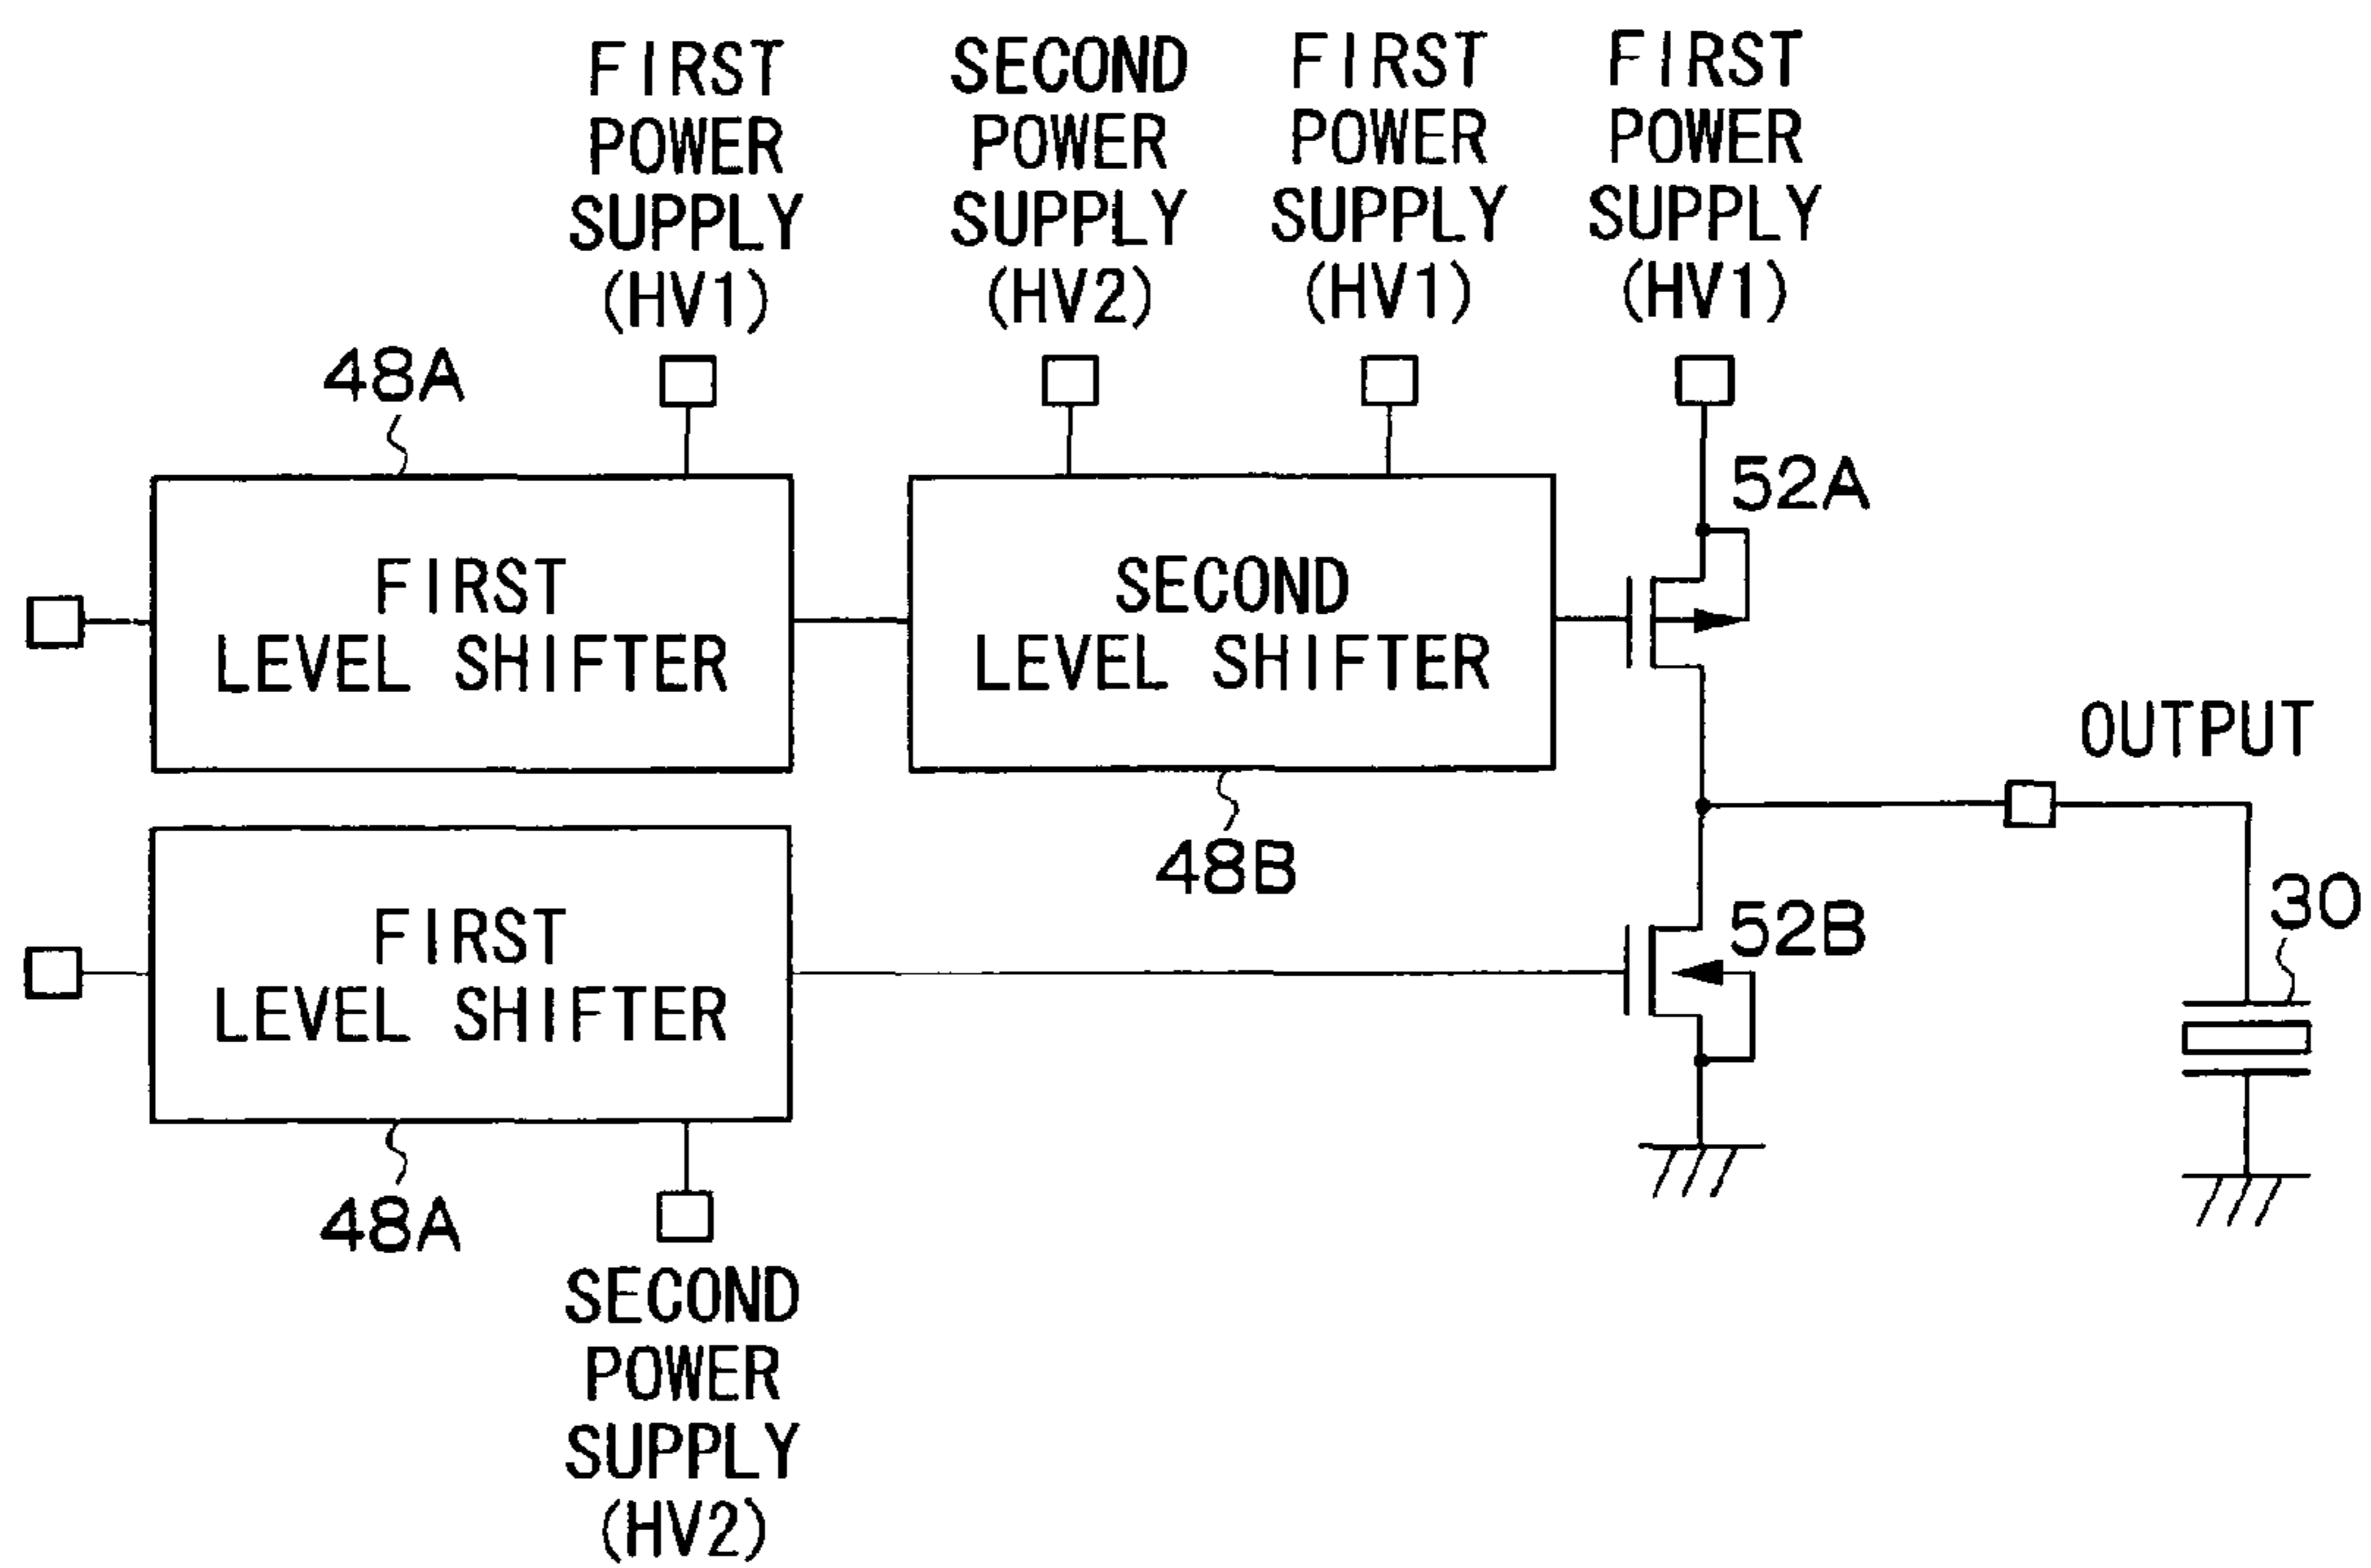 FIRST
POWER
SUPPLY
(HV1)
SECOND
POWER
SUPPLY
(HV2)
FIRST
POWER
SUPPLY
(HV1)
FIRST
POWER
SUPPLY
(HV1)
48A
52A
FIRST
LEVEL SHIFTER
SECOND
LEVEL SHIFTER
OUTPUT
48B
30
52B
FIRST
LEVEL SHIFTER
48A
SECOND
POWER
SUPPLY
(HV2)